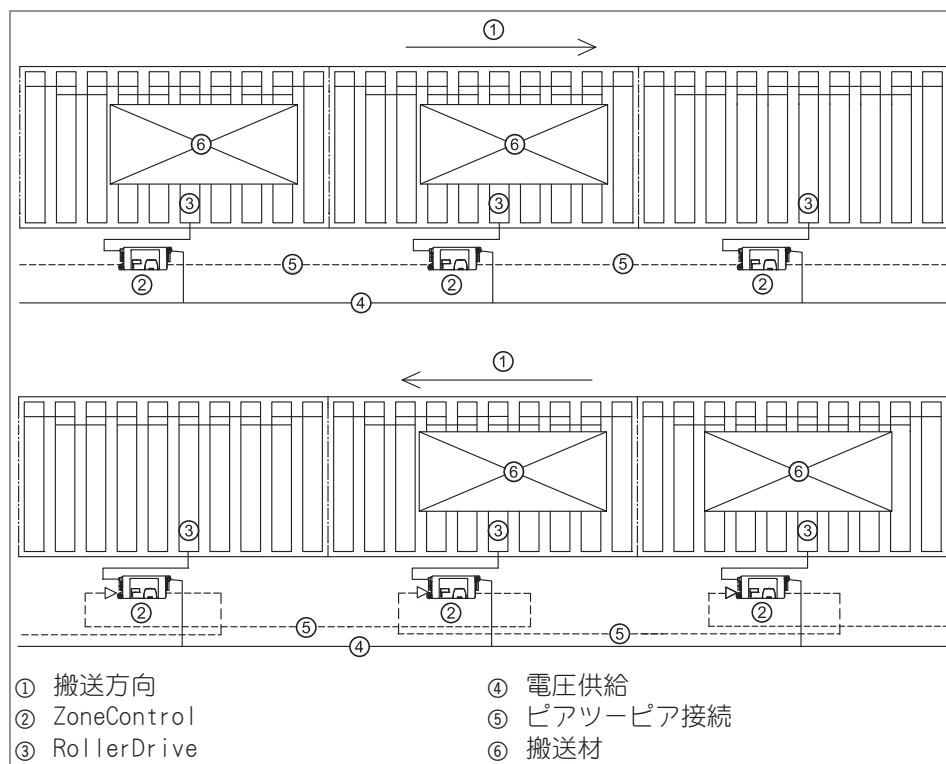 ①
⑥ ⑥
③ ③ ③
⑤ ⑤
② ② ②
④
①
⑥ ⑥
③ ③ ③
② ② ②
⑤ ⑤
④
① 搬送方向
② ZoneControl
③ RollerDrive
④ 電圧供給
⑤ ピアツーピア接続
⑥ 搬送材